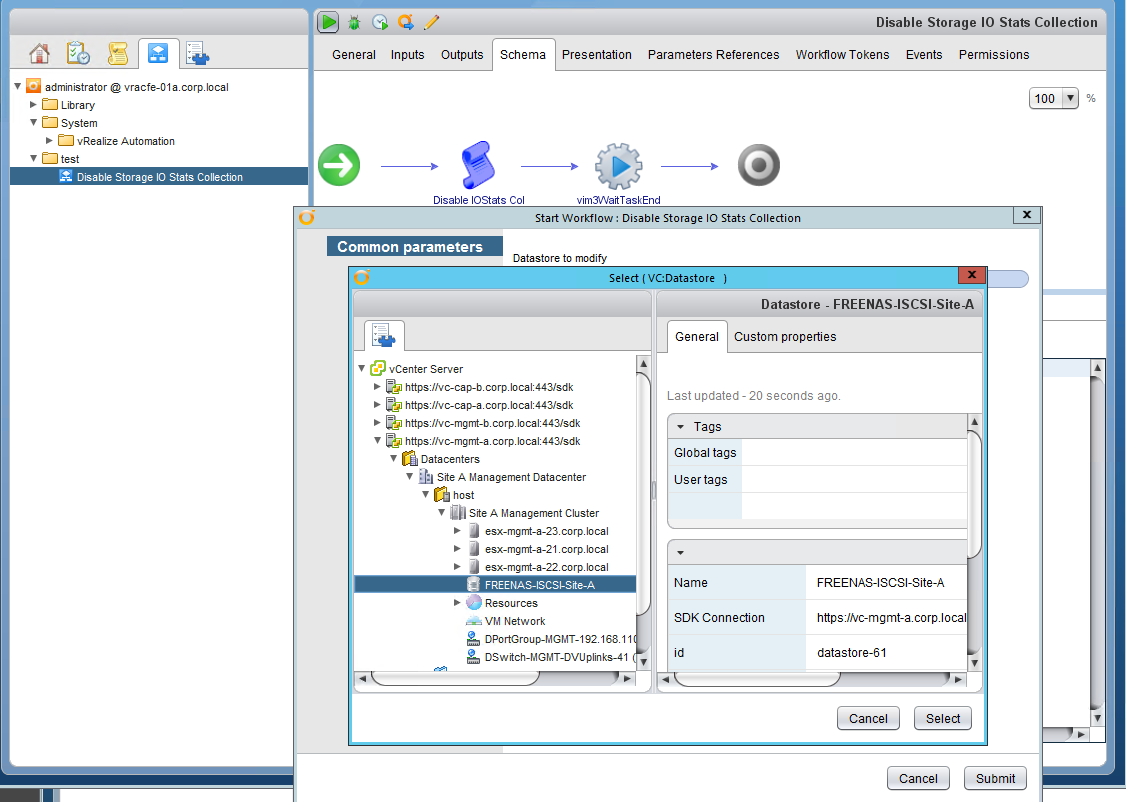 Disable Storage IO Stats Collection
General Inputs Outputs Schema Presentation Parameters References Workflow Tokens Events Permissions
administrator @ vracfe-01a.corp.local
Library
System
vRealize Automation
test
Disable Storage IO Stats Collection
100 %
Disable IOStats Col
vim3WaitTaskEnd
Start Workflow : Disable Storage IO Stats Collection
x
Common parameters
Datastore to modify
Select ( VC:Datastore )
x
vCenter Server
https://vc-cap-b.corp.local:443/sdk
https://vc-cap-a.corp.local:443/sdk
https://vc-mgmt-b.corp.local:443/sdk
https://vc-mgmt-a.corp.local:443/sdk
Datacenters
Site A Management Datacenter
host
Site A Management Cluster
esx-mgmt-a-23.corp.local
esx-mgmt-a-21.corp.local
esx-mgmt-a-22.corp.local
FREENAS-ISCSI-Site-A
Resources
VM Network
DPortGroup-MGMT-192.168.110
DSwitch-MGMT-DVUplinks-41 (
Datastore - FREENAS-ISCSI-Site-A
General Custom properties
Last updated - 20 seconds ago.
Tags
Global tags
User tags
Name FREENAS-ISCSI-Site-A
SDK Connection https://vc-mgmt-a.corp.local
id datastore-61
Cancel Select
Cancel Submit